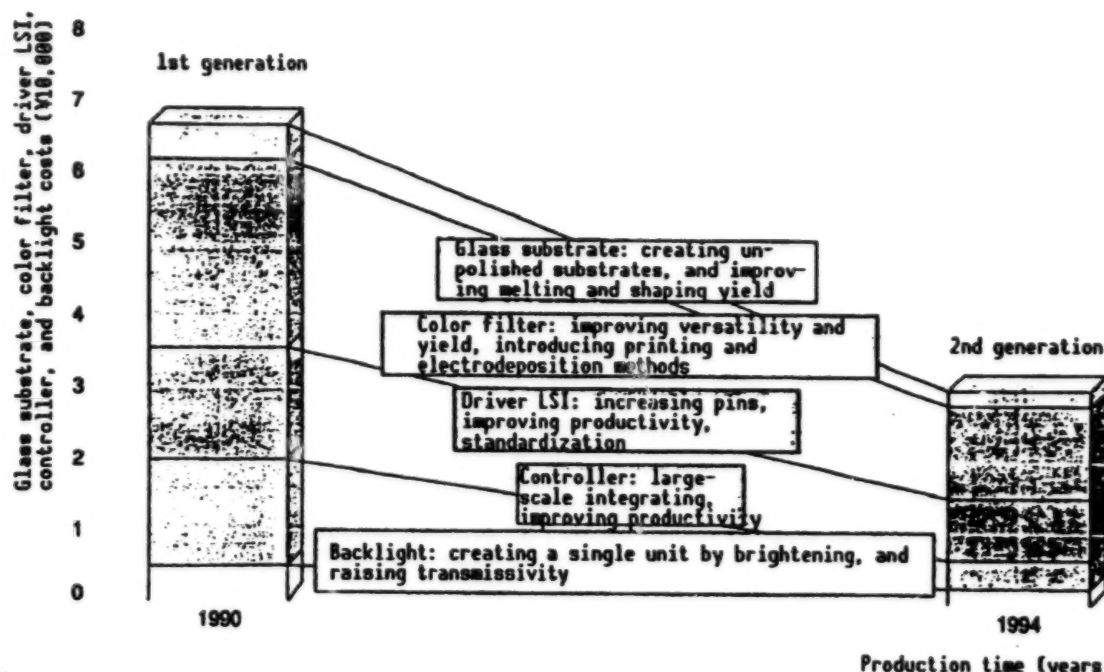 Glass substrate, color filter, driver LSI,
controller, and backlight costs (¥10,000)
8
7
6
5
4
3
2
1
0
1st generation
Glass substrate: creating un-
polished substrates, and improv-
ing melting and shaping yield
Color filter: improving versatility and
yield, introducing printing and
electrodeposition methods
2nd generation
Driver LSI: increasing pins,
improving productivity,
standardization
Controller: large-
scale integrating,
improving productivity
Backlight: creating a single unit by brightening, and
raising transmissivity
1990
1994
Production time (years